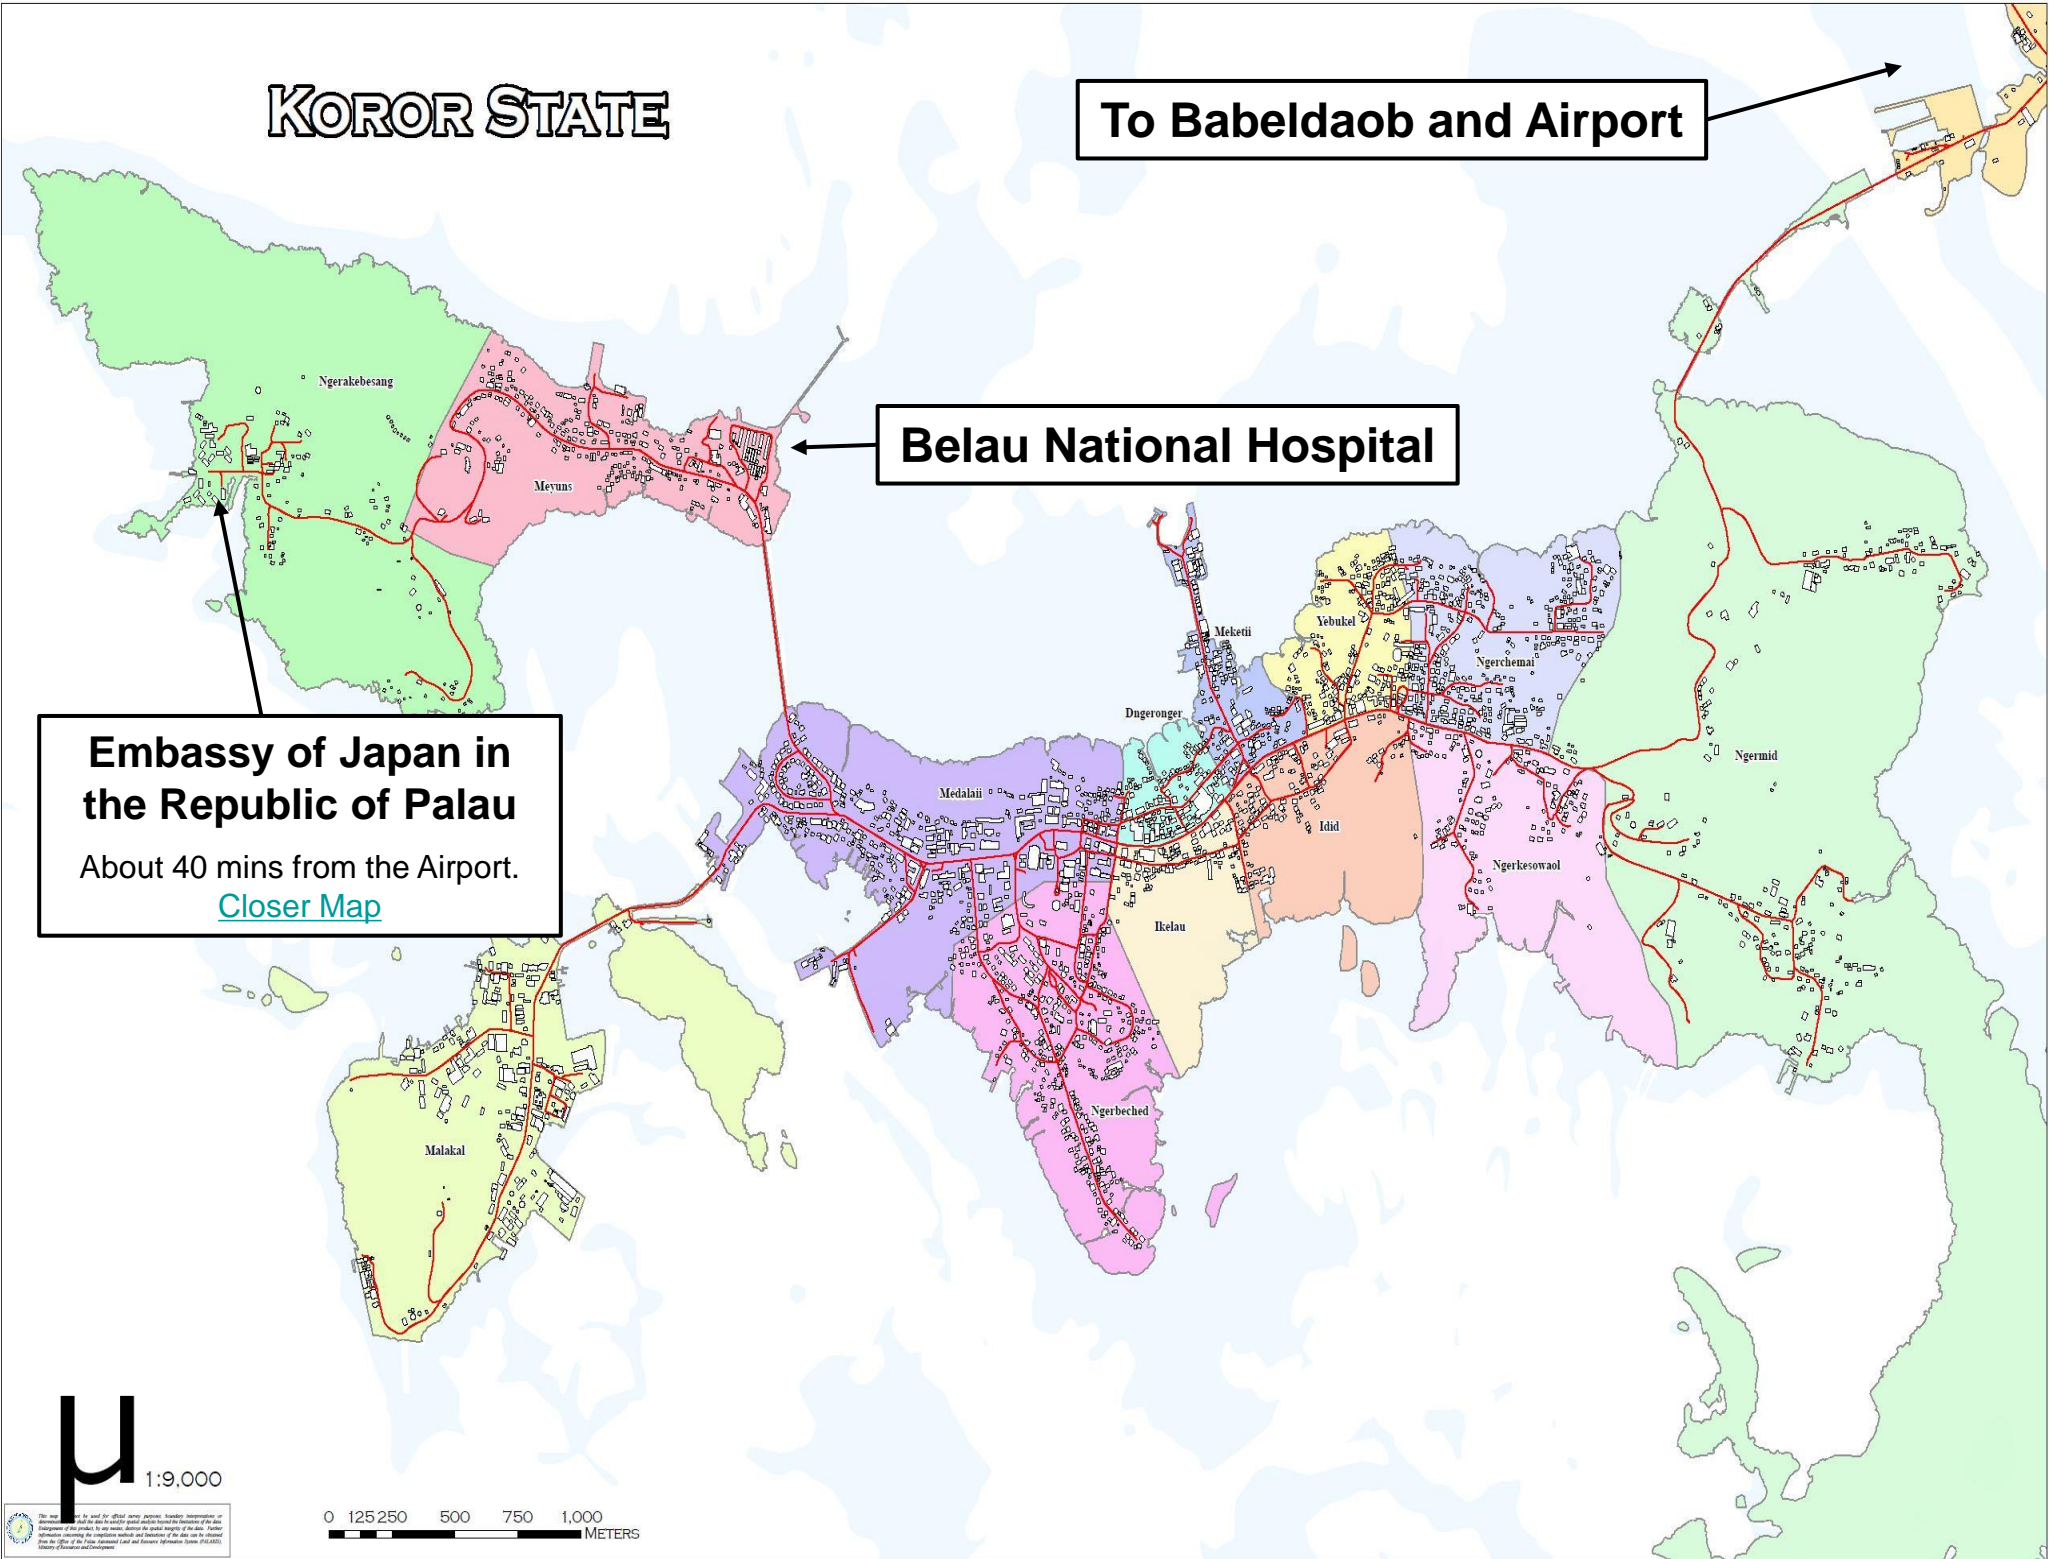 KOROR STATE
To Babeldaob and Airport
Ngerakebesang
Belau National Hospital
Meyuns
Meketii
Yebukel
Ngerchemai
Dngeronger
Ngermid
Embassy of Japan in
the Republic of Palau
About 40 mins from the Airport.
Closer Map
Medalaii
Idid
Ngerkesowaol
Ikelau
Ngerbeched
Malakal
µ
1:9,000
0 125 250 500 750 1,000
METERS